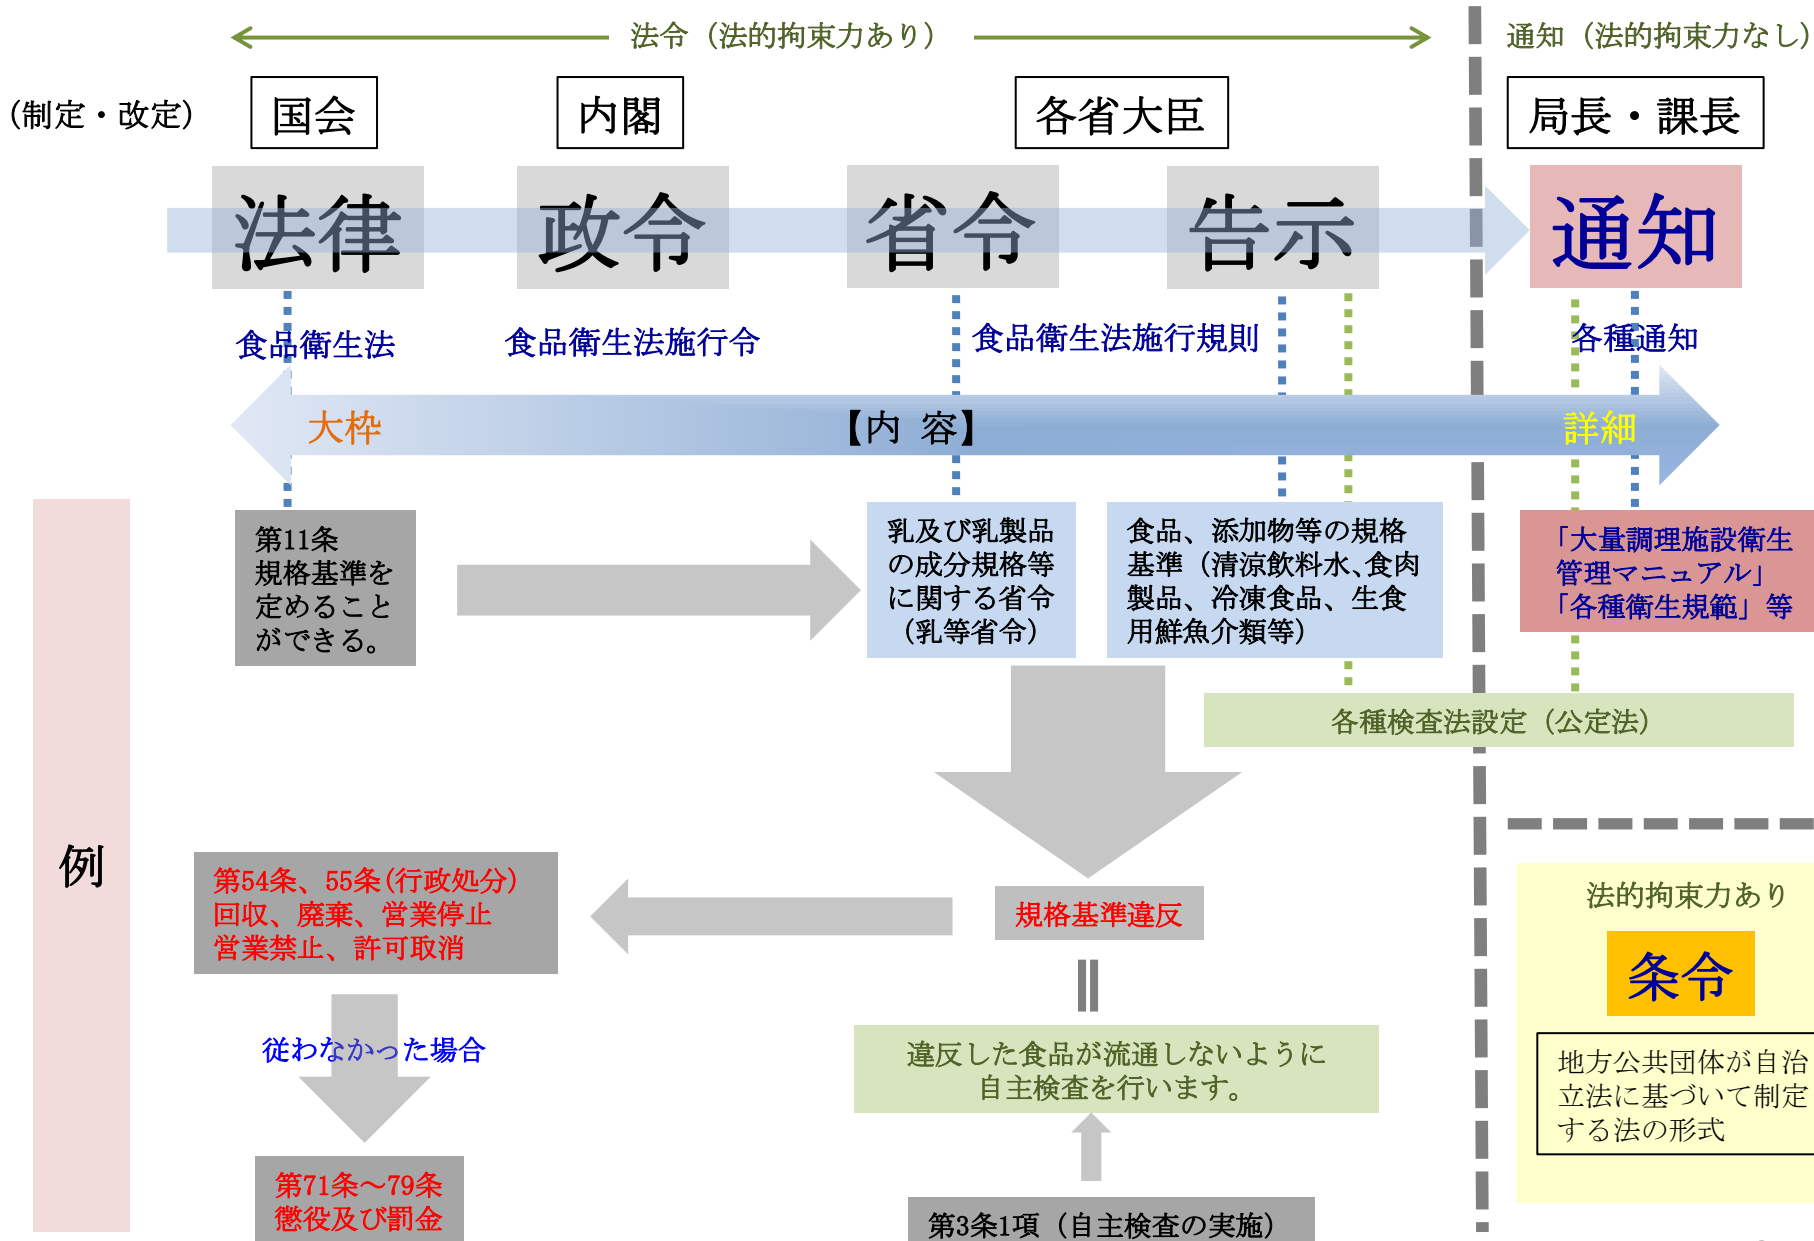 法令（法的拘束力あり）
通知（法的拘束力なし）
（制定・改定）
国会
内閣
各省大臣
局長・課長
法律
政令
省令
告示
通知
食品衛生法
食品衛生法施行令
食品衛生法施行規則
各種通知
大枠
【内 容】
詳細
例
第11条
規格基準を
定めること
ができる。
乳及び乳製品
の成分規格等
に関する省令
（乳等省令）
食品、添加物等の規格
基準（清涼飲料水、食肉
製品、冷凍食品、生食
用鮮魚介類等）
「大量調理施設衛生
管理マニュアル」
「各種衛生規範」等
各種検査法設定（公定法）
第54条、55条（行政処分）
回収、廃棄、営業停止
営業禁止、許可取消
規格基準違反
従わなかった場合
違反した食品が流通しないように
自主検査を行います。
第71条～79条
懲役及び罰金
第3条1項（自主検査の実施）
法的拘束力あり
条令
地方公共団体が自治
立法に基づいて制定
する法の形式